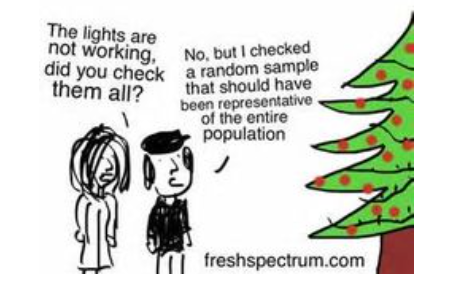 The lights are
not working,
did you check
them all?
No, but I checked
a random sample
that should have
been representative
of the entire
population
freshspectrum.com